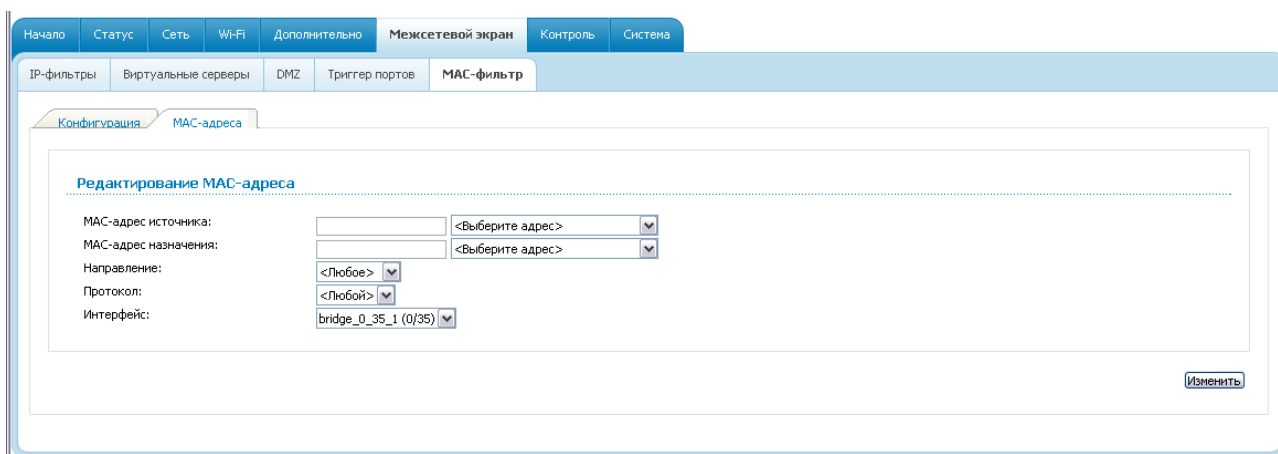 Начало Статус Сеть Wi-Fi Дополнительно Межсетевой экран Контроль Система
IP-фильтры Виртуальные серверы DMZ Триггер портов MAC-фильтр
Конфигурация MAC-адреса
Редактирование MAC-адреса
MAC-адрес источника: <Выберите адрес>
MAC-адрес назначения: <Выберите адрес>
Направление: <Любое>
Протокол: <Любой>
Интерфейс: bridge_0_35_1 (0/35)
Изменить